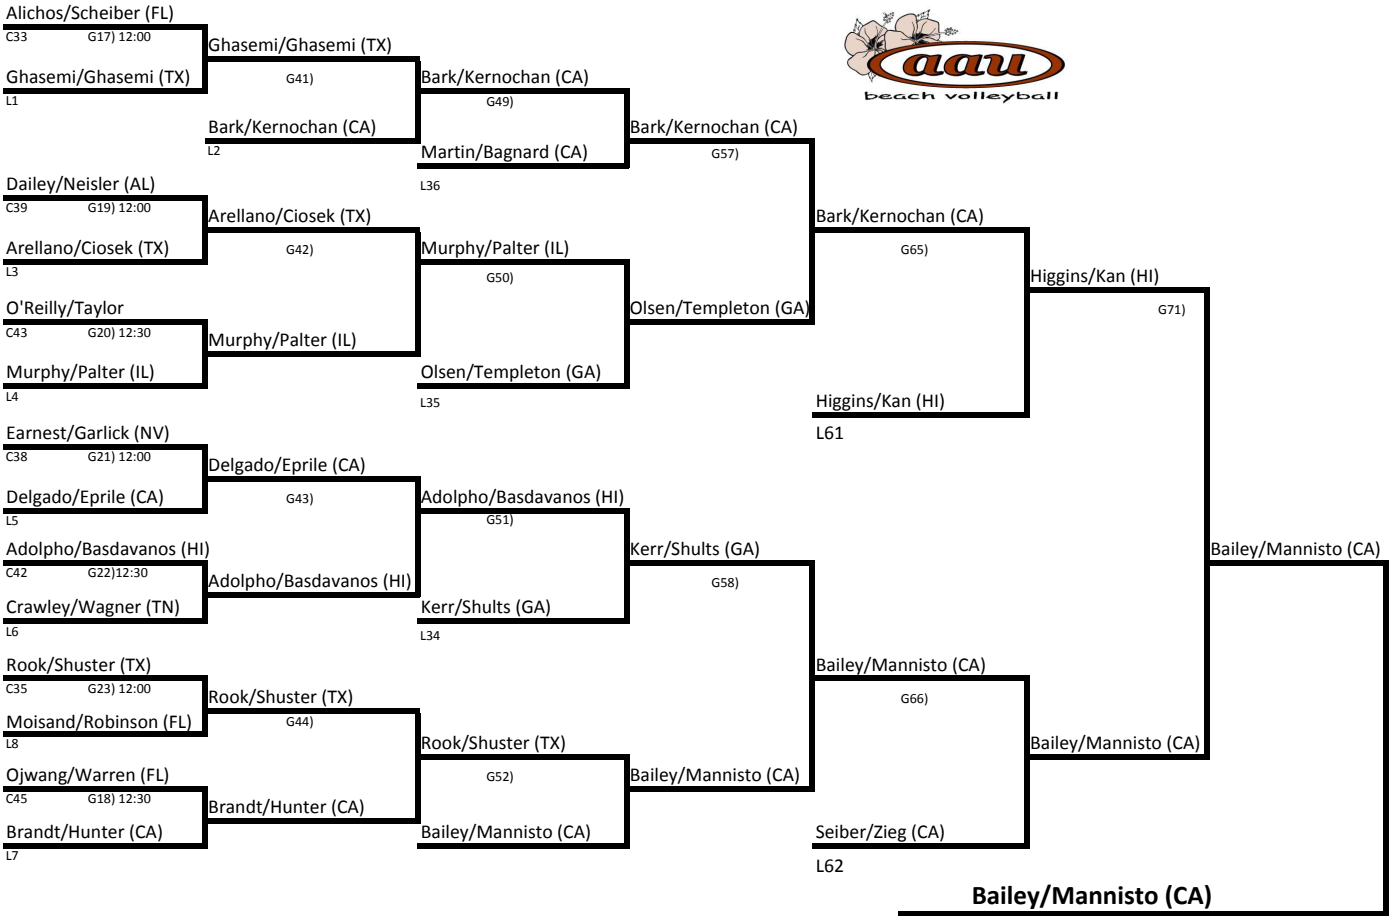 Alichos/Scheiber (FL)
C33 G17) 12:00
Ghasemi/Ghasemi (TX)
L1
Ghasemi/Ghasemi (TX)
G41)
Bark/Kernochan (CA)
L2
Bark/Kernochan (CA)
G49)
Martin/Bagnard (CA)
L36
Bark/Kernochan (CA)
G57)
aau
beach volleyball
Dailey/Neisler (AL)
C39 G19) 12:00
Arellano/Ciosek (TX)
L3
Arellano/Ciosek (TX)
G42)
O'Reilly/Taylor
C43 G20) 12:30
Murphy/Palter (IL)
L4
Murphy/Palter (IL)
Murphy/Palter (IL)
G50)
Olsen/Templeton (GA)
L35
Olsen/Templeton (GA)
Bark/Kernochan (CA)
G65)
Higgins/Kan (HI)
L61
Higgins/Kan (HI)
G71)
Earnest/Garlick (NV)
C38 G21) 12:00
Delgado/Eprile (CA)
L5
Delgado/Eprile (CA)
G43)
Adolpho/Basdavanos (HI)
C42 G22)12:30
Crawley/Wagner (TN)
L6
Adolpho/Basdavanos (HI)
Adolpho/Basdavanos (HI)
G51)
Kerr/Shults (GA)
L34
Kerr/Shults (GA)
G58)
Rook/Shuster (TX)
C35 G23) 12:00
Moisand/Robinson (FL)
L8
Rook/Shuster (TX)
G44)
Ojwang/Warren (FL)
C45 G18) 12:30
Brandt/Hunter (CA)
L7
Brandt/Hunter (CA)
Rook/Shuster (TX)
G52)
Bailey/Mannisto (CA)
Bailey/Mannisto (CA)
Bailey/Mannisto (CA)
G66)
Seiber/Zieg (CA)
L62
Bailey/Mannisto (CA)
Bailey/Mannisto (CA)
Bailey/Mannisto (CA)